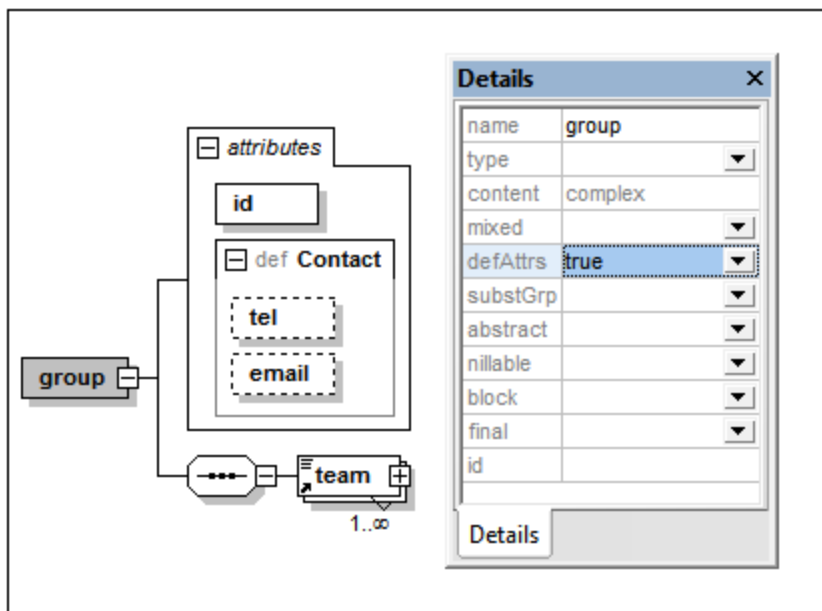 attributes
id
def Contact
tel
email
group
team
1..∞
Details
name group
type
content complex
mixed
defAttrs true
substGrp
abstract
nillable
block
final
id
Details